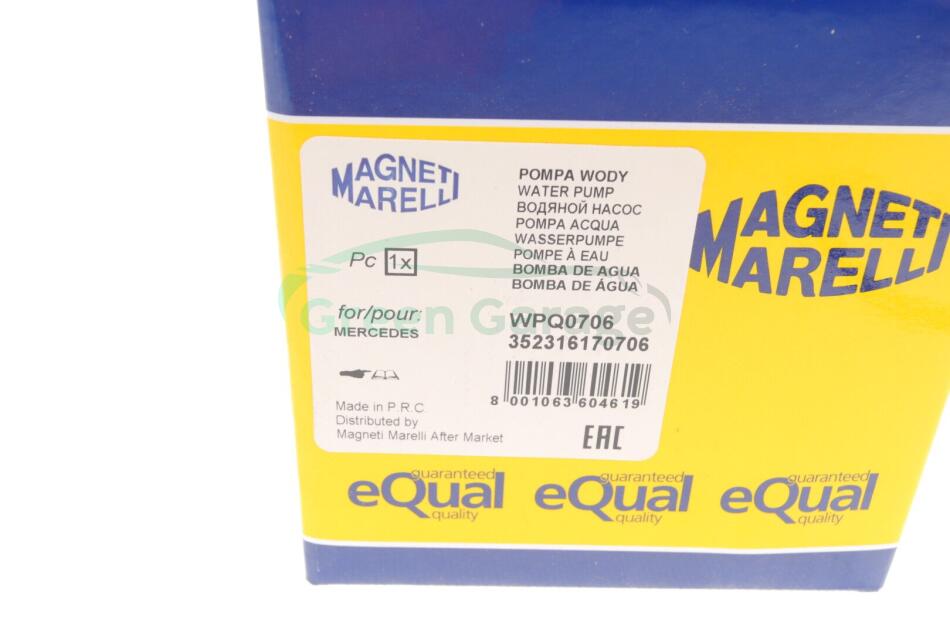 MAGNETI
MARELLI
Pc 1x
for/pour:
MERCEDES
Made in P.R.C.
Distributed by
Magneti Marelli After Market
POMPA WODY
WATER PUMP
ВОДЯНОЙ НАСОС
POMPA ACQUA
WASSERPUMPE
POMPE À EAU
BOMBA DE AGUA
BOMBA DE ÁGUA
WPQ0706
352316170706
8 001063 604619
EAC
Green Garage
MAGNETI
MARELLI
guaranteed
eQual
quality
guaranteed
eQual
quality
guaranteed
eQual
quality